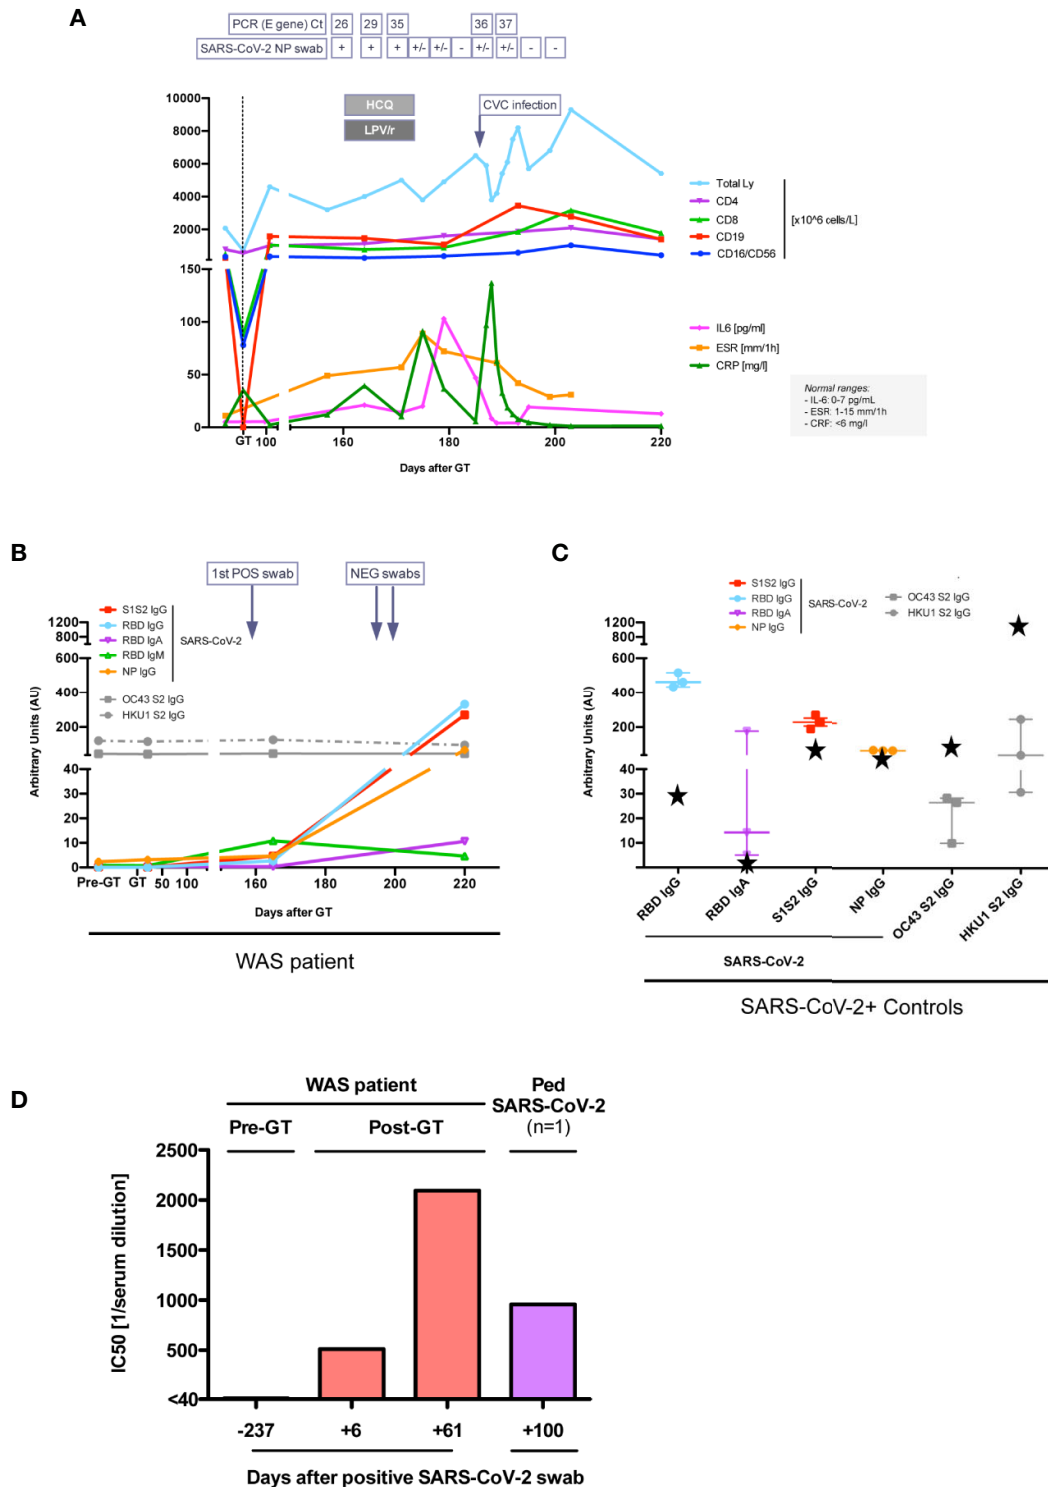 A
PCR (E gene) Ct 26 29 35 36 37
SARS-CoV-2 NP swab + + + +/- +/- - +/- +/- - -
HCQ
LPV/r
CVC infection
10000
8000
6000
4000
2000
150
100
50
0
GT 100 160 180 200 220
Days after GT
Total Ly
CD4
CD8
CD19
CD16/CD56
[x10^6 cells/L]
IL6 [pg/ml]
ESR [mm/1h]
CRP [mg/l]
Normal ranges:
- IL-6: 0-7 pg/mL
- ESR: 1-15 mm/1h
- CRF: <6 mg/l
B
1st POS swab
NEG swabs
S1S2 IgG
RBD IgG
RBD IgA
RBD IgM
NP IgG
SARS-CoV-2
OC43 S2 IgG
HKU1 S2 IgG
Arbitrary Units (AU)
1200
800
600
400
200
40
30
20
10
0
Pre-GT GT 50 100 160 180 200 220
Days after GT
WAS patient
C
S1S2 IgG
RBD IgG
RBD IgA
NP IgG
SARS-CoV-2
OC43 S2 IgG
HKU1 S2 IgG
Arbitrary Units (AU)
1200
800
600
400
200
40
30
20
10
RBD IgG
RBD IgA
S1S2 IgG
NP IgG
OC43 S2 IgG
HKU1 S2 IgG
SARS-CoV-2
SARS-CoV-2+ Controls
D
WAS patient
Ped
SARS-CoV-2
(n=1)
Pre-GT Post-GT
IC50 [1/serum dilution]
2500
2000
1500
1000
500
<40
-237 +6 +61 +100
Days after positive SARS-CoV-2 swab